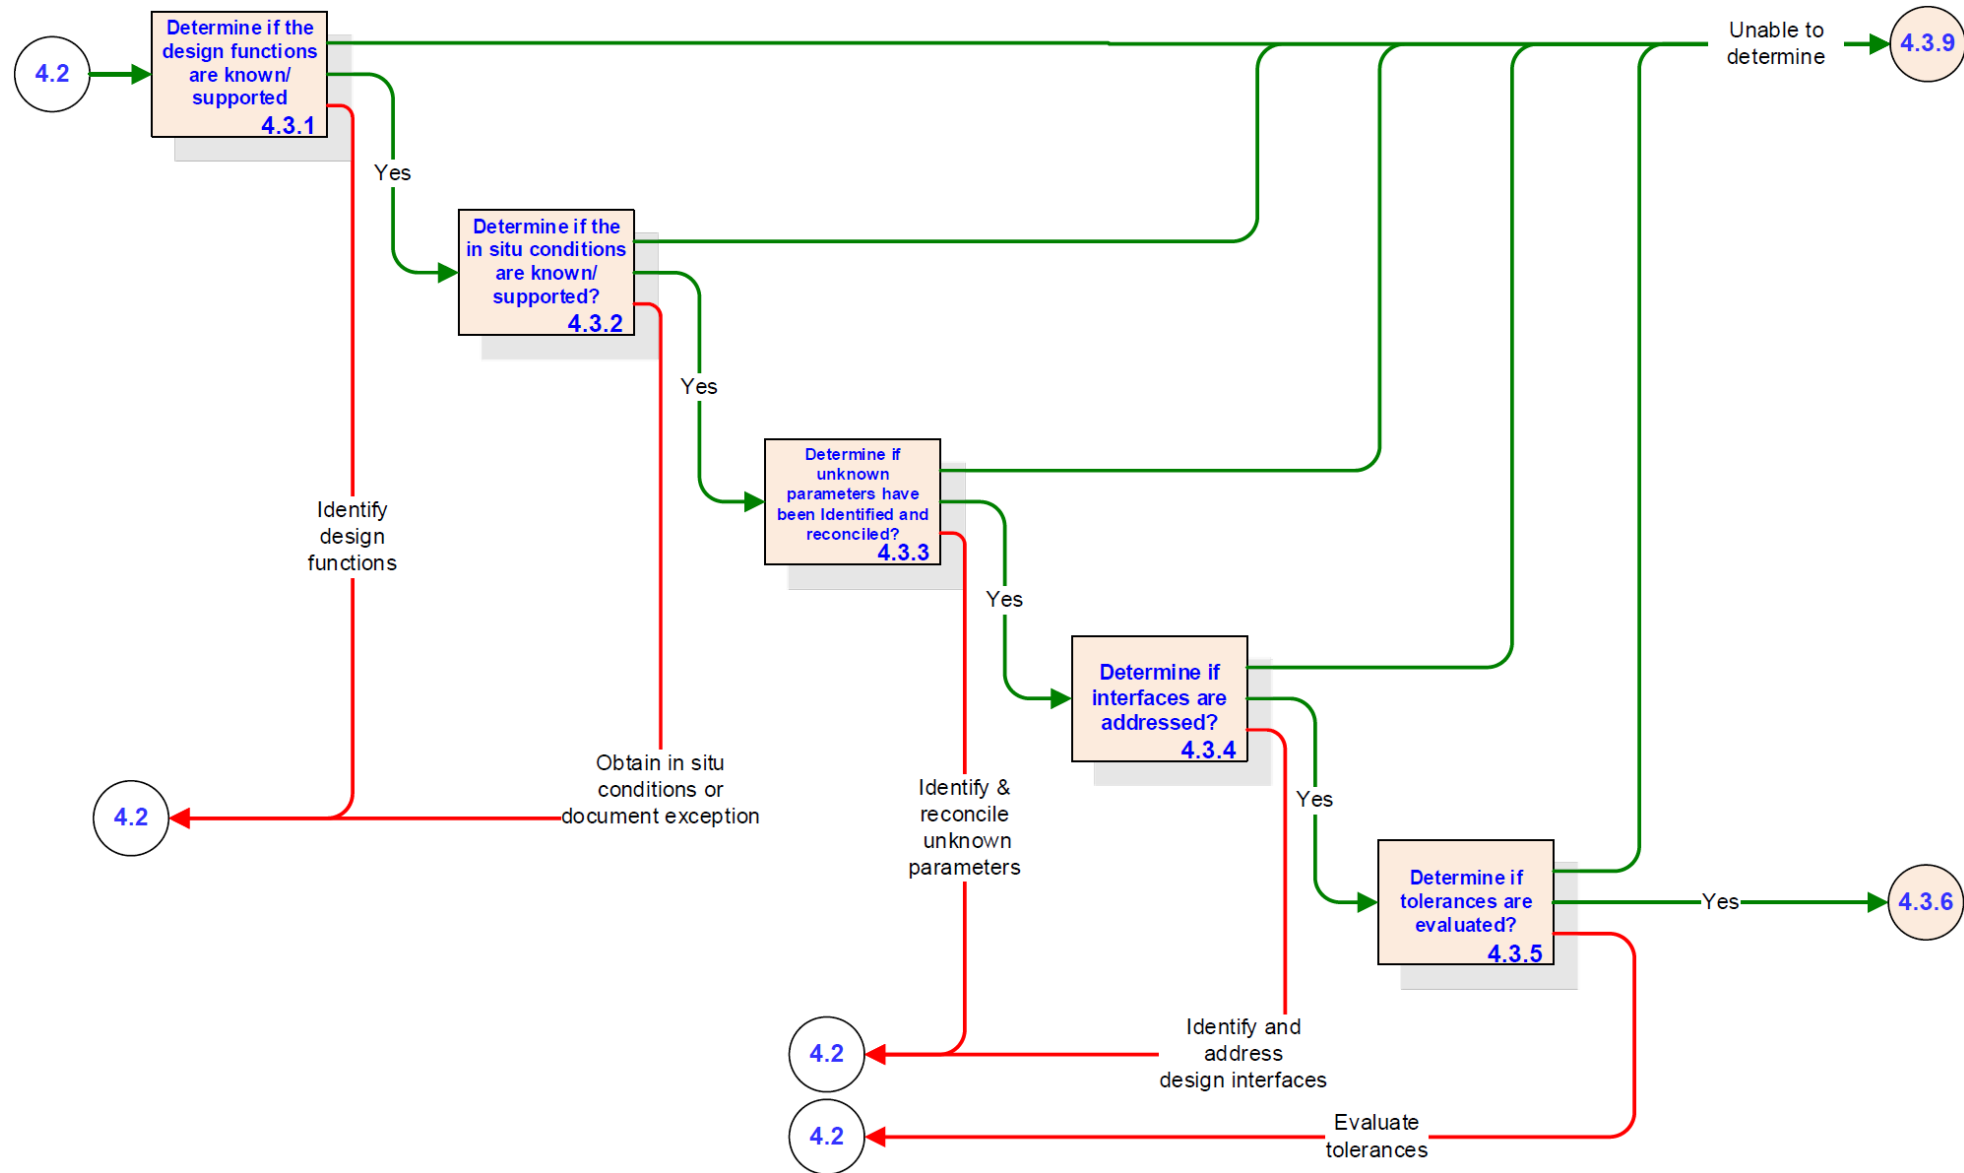 Determine if the
design functions
are known/
supported
4.3.1
4.2
Unable to
determine
4.3.9
Yes
Determine if the
in situ conditions
are known/
supported?
4.3.2
Yes
Determine if
unknown
parameters have
been Identified and
reconciled?
4.3.3
Identify
design
functions
Yes
Determine if
interfaces are
addressed?
4.3.4
Obtain in situ
conditions or
document exception
4.2
Identify &
reconcile
unknown
parameters
Yes
Determine if
tolerances are
evaluated?
4.3.5
Yes
4.3.6
4.2
Identify and
address
design interfaces
4.2
Evaluate
tolerances